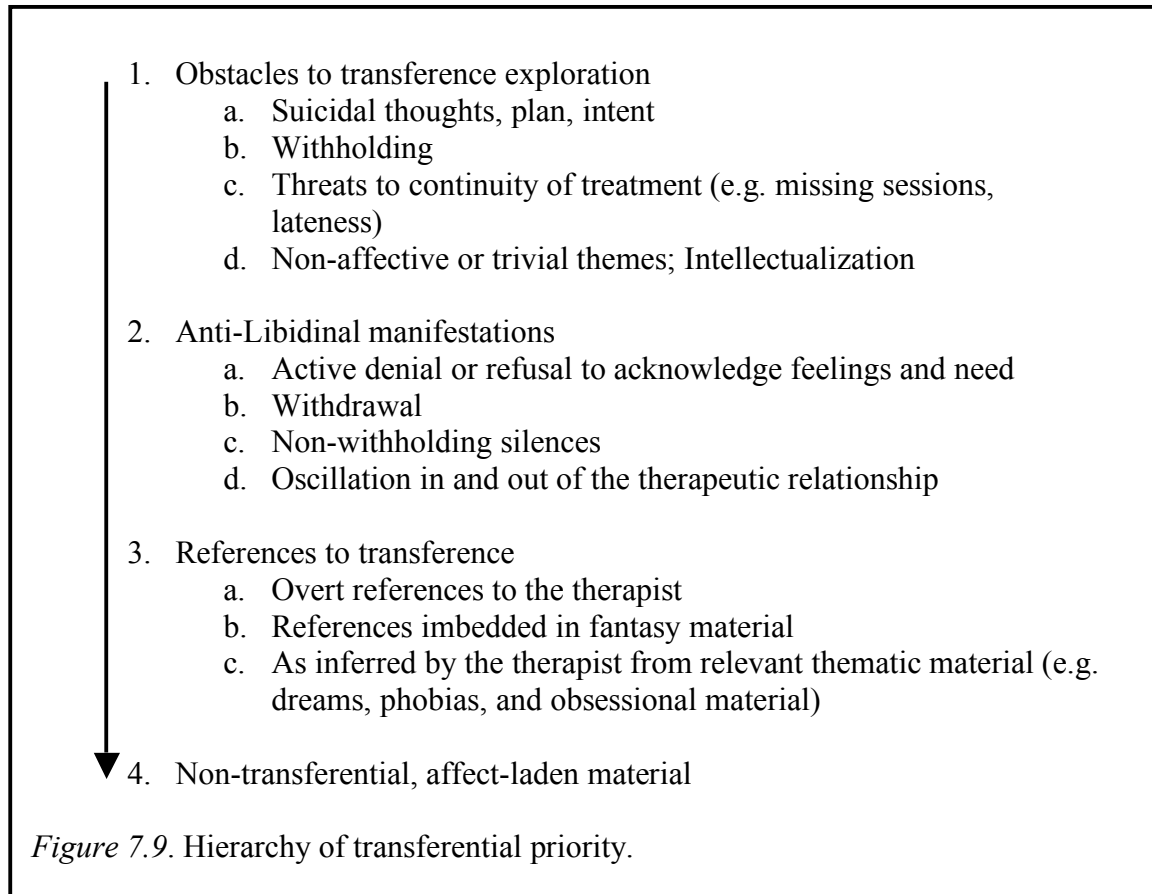 1. Obstacles to transference exploration
a. Suicidal thoughts, plan, intent
b. Withholding
c. Threats to continuity of treatment (e.g. missing sessions,
lateness)
d. Non-affective or trivial themes; Intellectualization
2. Anti-Libidinal manifestations
a. Active denial or refusal to acknowledge feelings and need
b. Withdrawal
c. Non-withholding silences
d. Oscillation in and out of the therapeutic relationship
3. References to transference
a. Overt references to the therapist
b. References imbedded in fantasy material
c. As inferred by the therapist from relevant thematic material (e.g.
dreams, phobias, and obsessional material)
4. Non-transferential, affect-laden material
Figure 7.9. Hierarchy of transferential priority.